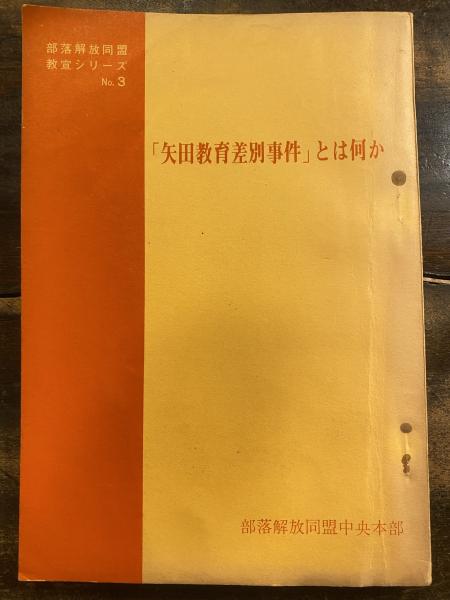 部落解放同盟
教宣シリーズ
No. 3
「矢田教育差別事件」とは何か
部落解放同盟中央本部